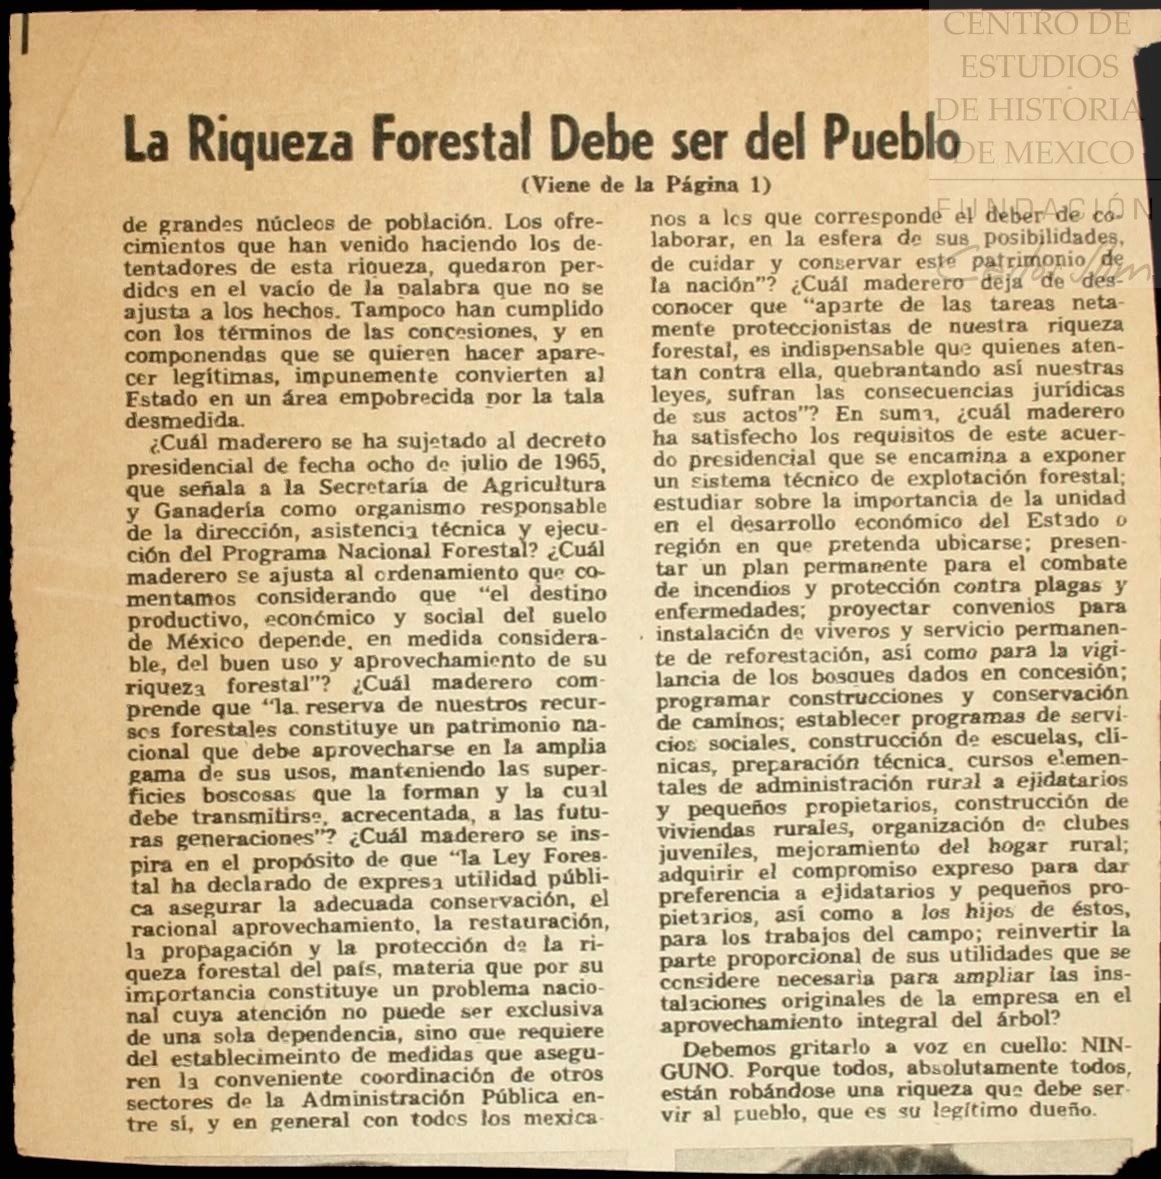 CENTRO DE
ESTUDIOS
DE HISTORIA
DE MEXICO
FUNDACIÓN
La Riqueza Forestal Debe ser del Pueblo
(Viene de la Página 1)
de grandes núcleos de población. Los ofre-
cimientos que han venido haciendo los de-
tentadores de esta riqueza, quedaron per-
didos en el vacío de la palabra que no se
ajusta a los hechos. Tampoco han cumplido
con los términos de las concesiones, y en
componendas que se quieren hacer apare-
cer legítimas, impunemente convierten al
Estado en un área empobrecida por la tala
desmedida.
¿Cuál maderero se ha sujetado al decreto
presidencial de fecha ocho de julio de 1965,
que señala a la Secretaría de Agricultura
y Ganadería como organismo responsable
de la dirección, asistencia técnica y ejecu-
ción del Programa Nacional Forestal? ¿Cuál
maderero se ajusta al ordenamiento que co-
mentamos considerando que "el destino
productivo, económico y social del suelo
de México depende, en medida considera-
ble, del buen uso y aprovechamiento de su
riqueza forestal"? ¿Cuál maderero com-
prende que "la reserva de nuestros recur-
sos forestales constituye un patrimonio na-
cional que debe aprovecharse en la amplia
gama de sus usos, manteniendo las super-
ficies boscosas que la forman y la cual
debe transmitirse, acrecentada, a las futu-
ras generaciones"? ¿Cuál maderero se ins-
pira en el propósito de que "la Ley Fores-
tal ha declarado de expresa utilidad públi-
ca asegurar la adecuada conservación, el
racional aprovechamiento, la restauración,
la propagación y la protección de la ri-
queza forestal del país, materia que por su
importancia constituye un problema nacio-
nal cuya atención no puede ser exclusiva
de una sola dependencia, sino que requiere
del establecimeinto de medidas que asegu-
ren la conveniente coordinación de otros
sectores de la Administración Pública en-
tre sí, y en general con todos los mexica-
nos a los que corresponde el deber de co-
laborar, en la esfera de sus posibilidades,
de cuidar y conservar este patrimonio de
la nación"? ¿Cuál maderero deja de des-
conocer que "aparte de las tareas neta-
mente proteccionistas de nuestra riqueza
forestal, es indispensable que quienes aten-
tan contra ella, quebrantando así nuestras
leyes, sufran las consecuencias jurídicas
de sus actos"? En suma, ¿cuál maderero
ha satisfecho los requisitos de este acuer-
do presidencial que se encamina a exponer
un sistema técnico de explotación forestal;
estudiar sobre la importancia de la unidad
en el desarrollo económico del Estado o
región en que pretenda ubicarse; presen-
tar un plan permanente para el combate
de incendios y protección contra plagas y
enfermedades; proyectar convenios para
instalación de viveros y servicio permanen-
te de reforestación, así como para la vigi-
lancia de los bosques dados en concesión;
programar construcciones y conservación
de caminos; establecer programas de servi-
cios sociales, construcción de escuelas, clí-
nicas, preparación técnica, cursos elemen-
tales de administración rural a ejidatarios
y pequeños propietarios, construcción de
viviendas rurales, organización de clubes
juveniles, mejoramiento del hogar rural;
adquirir el compromiso expreso para dar
preferencia a ejidatarios y pequeños pro-
pietarios, así como a los hijos de éstos,
para los trabajos del campo; reinvertir la
parte proporcional de sus utilidades que se
considere necesaria para ampliar las ins-
talaciones originales de la empresa en el
aprovechamiento integral del árbol?
Debemos gritarlo a voz en cuello: NIN-
GUNO. Porque todos, absolutamente todos,
están robándose una riqueza que debe ser-
vir al pueblo, que es su legítimo dueño.